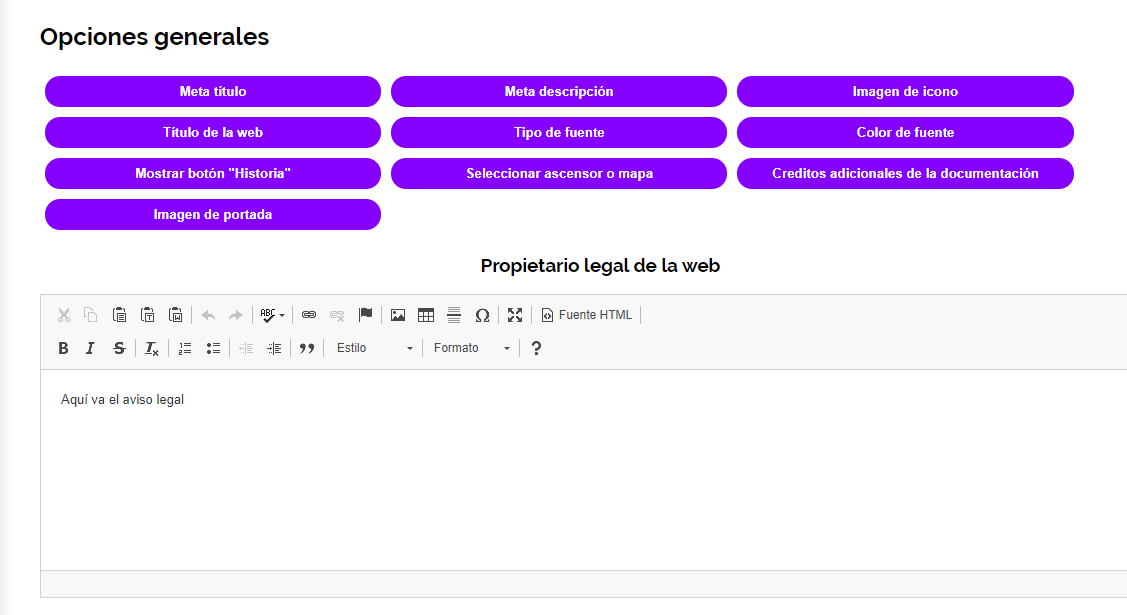 Opciones generales
Meta título Meta descripción Imagen de icono
Título de la web Tipo de fuente Color de fuente
Mostrar botón "Historia" Seleccionar ascensor o mapa Creditos adicionales de la documentación
Imagen de portada
Propietario legal de la web
ABC Ω Fuente HTML
B I S Ix Estilo Formato ?
Aquí va el aviso legal